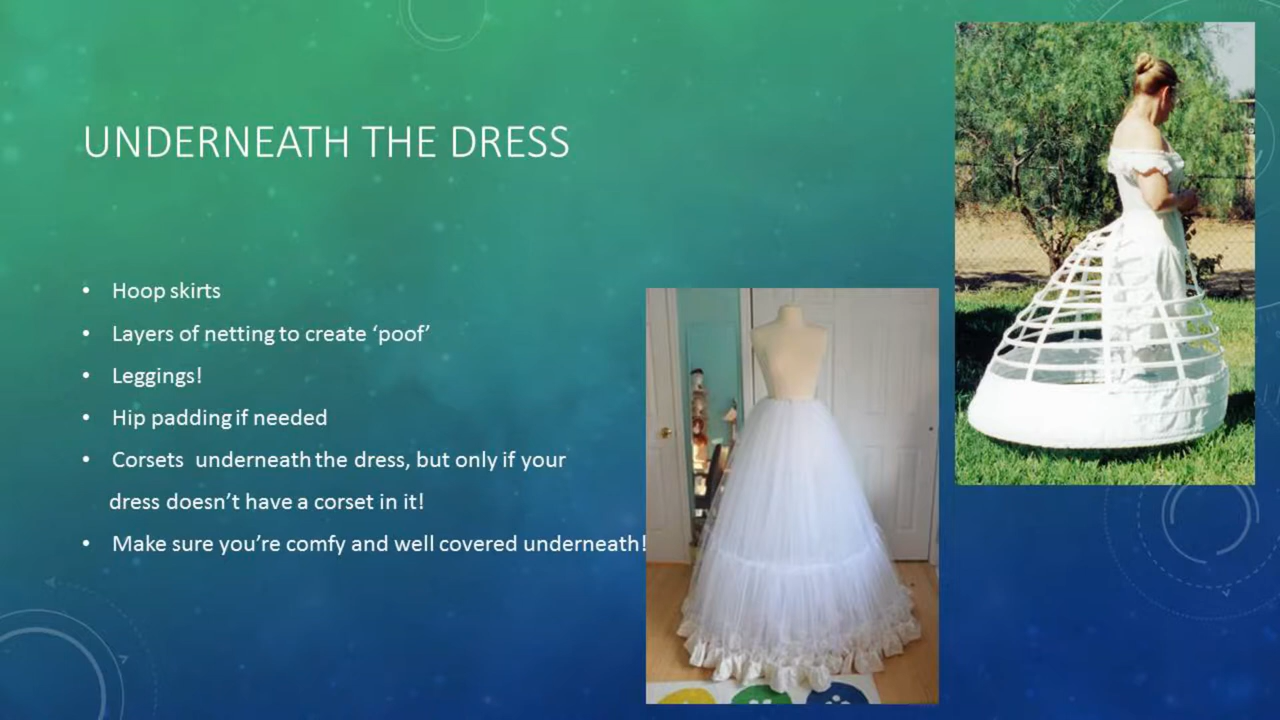 UNDERNEATH THE DRESS
• Hoop skirts
• Layers of netting to create ‘poof’
• Leggings!
• Hip padding if needed
• Corsets underneath the dress, but only if your
dress doesn’t have a corset in it!
• Make sure you’re comfy and well covered underneath!